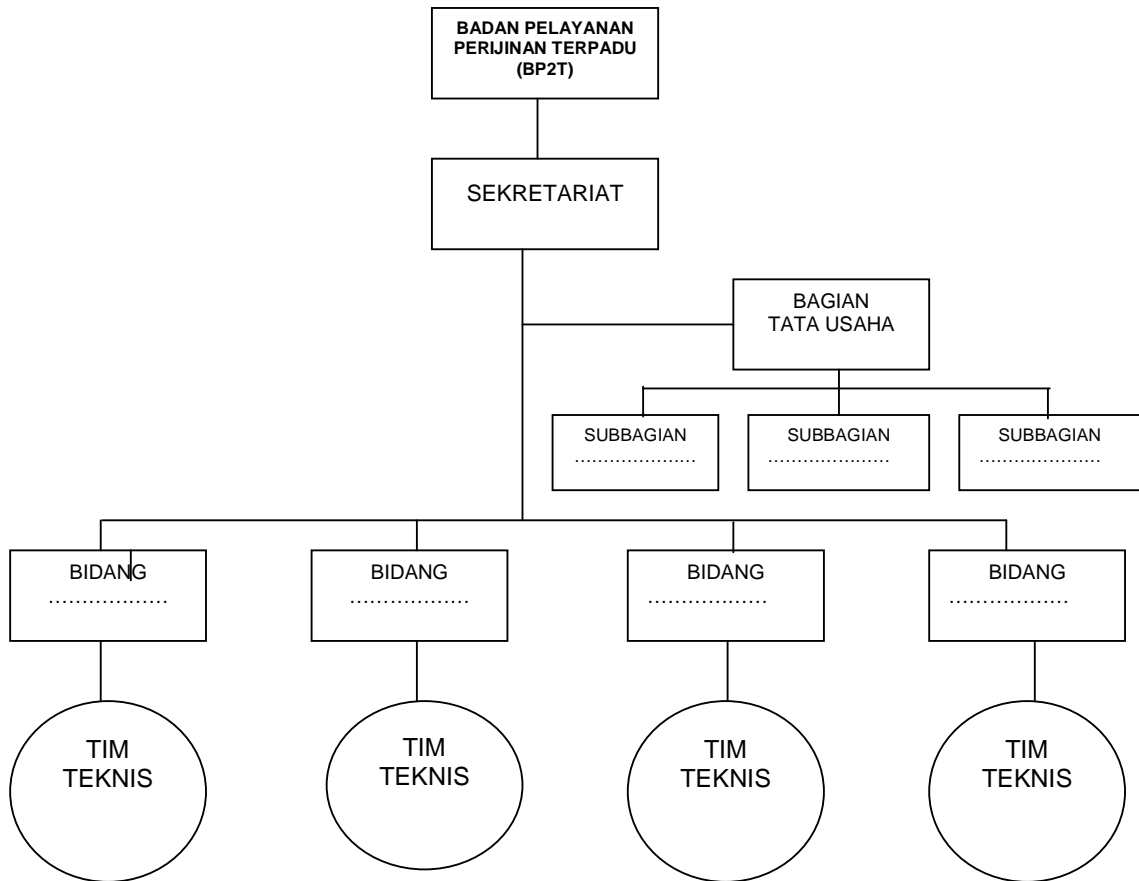 BADAN PELAYANAN
PERIJINAN TERPADU
(BP2T)
SEKRETARIAT
BAGIAN
TATA USAHA
SUBBAGIAN
.....................
SUBBAGIAN
.....................
SUBBAGIAN
.....................
BIDANG
..................
BIDANG
..................
BIDANG
..................
BIDANG
..................
TIM
TEKNIS
TIM
TEKNIS
TIM
TEKNIS
TIM
TEKNIS